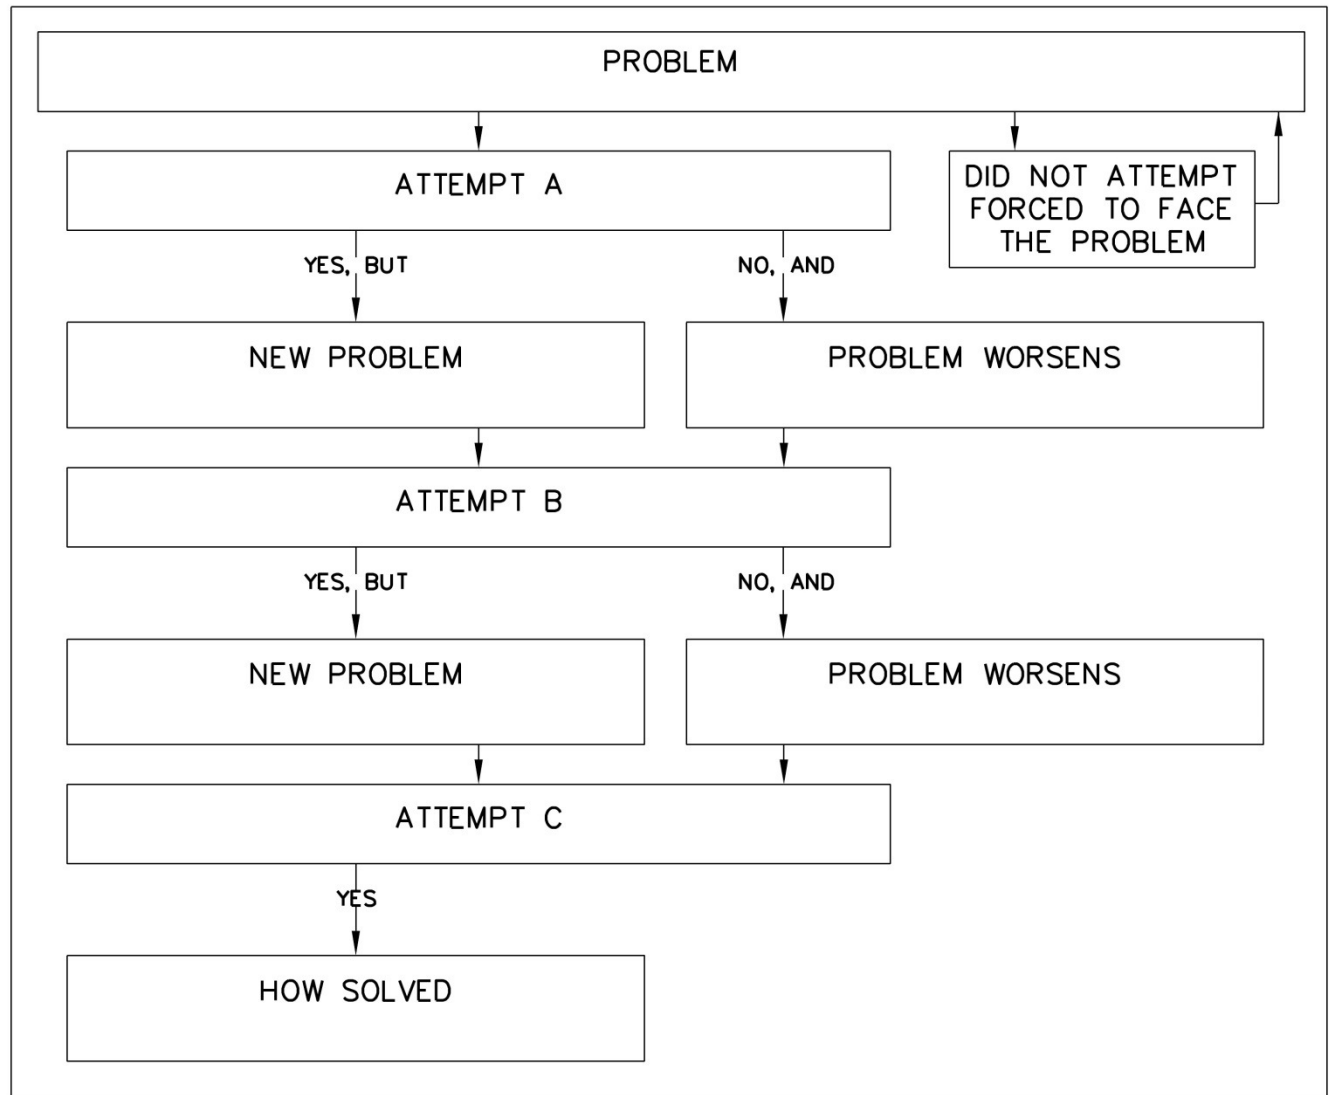 PROBLEM
ATTEMPT A
DID NOT ATTEMPT
FORCED TO FACE
THE PROBLEM
YES, BUT
NO, AND
NEW PROBLEM
PROBLEM WORSENS
ATTEMPT B
YES, BUT
NO, AND
NEW PROBLEM
PROBLEM WORSENS
ATTEMPT C
YES
HOW SOLVED